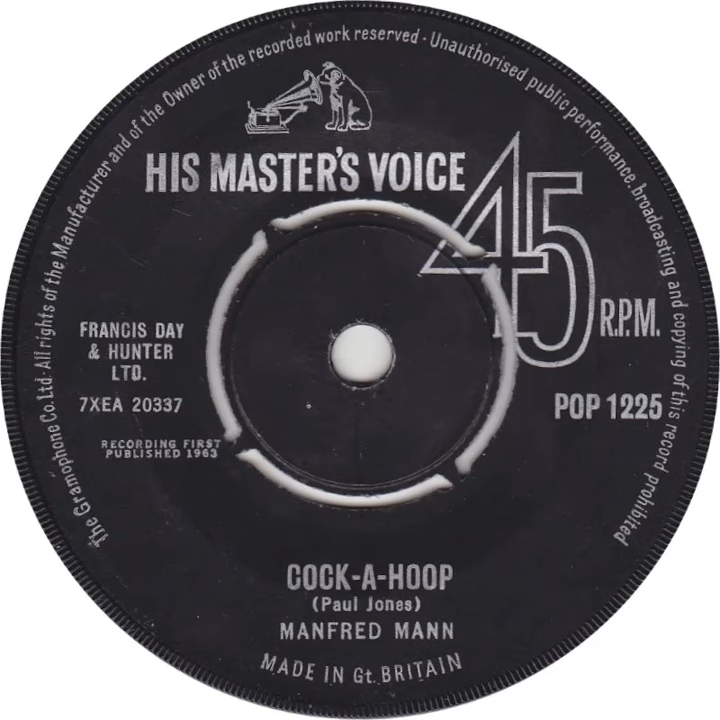 The Gramophone Co. Ltd · All rights of the Manufacturer and of the Owner of the recorded work reserved · Unauthorised public performance, broadcasting and copying of this record prohibited
HIS MASTER'S VOICE
45
R.P.M.
FRANCIS DAY
& HUNTER
LTD.
7XEA 20337
POP 1225
RECORDING FIRST
PUBLISHED 1963
COCK-A-HOOP
(Paul Jones)
MANFRED MANN
MADE IN Gt. BRITAIN